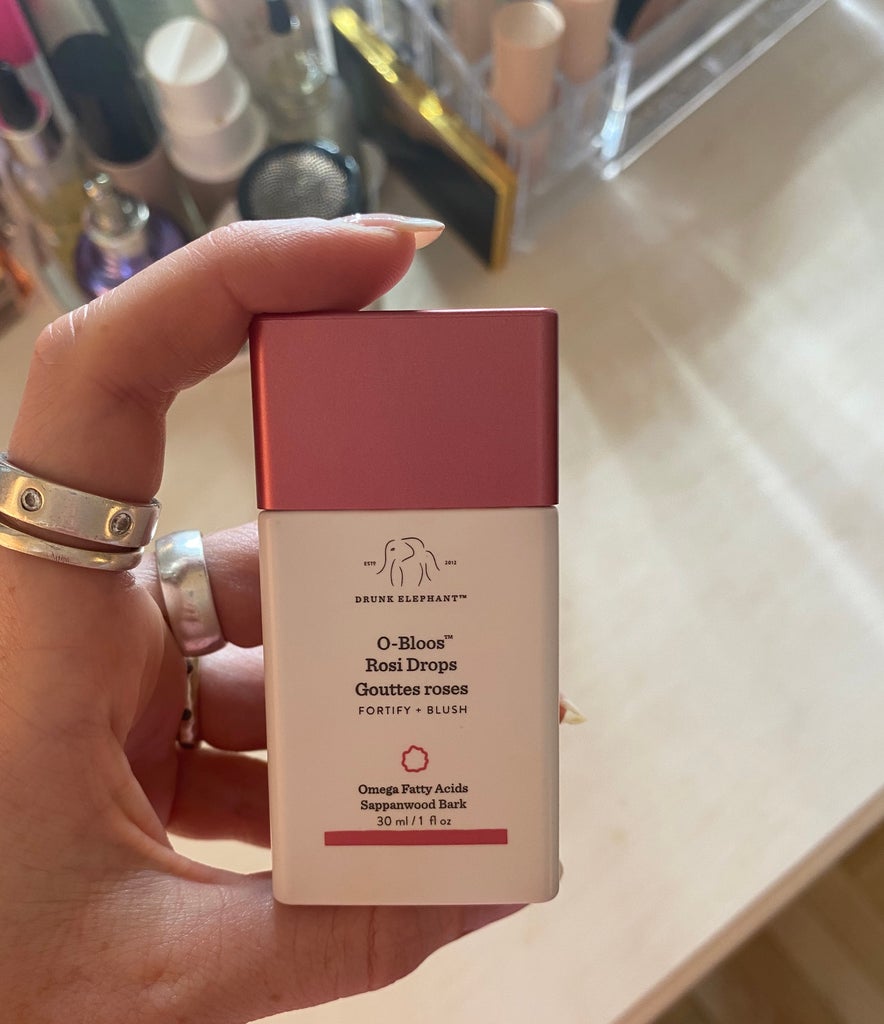 ESTD 2012
DRUNK ELEPHANT™
O-Bloos™
Rosi Drops
Gouttes roses
FORTIFY + BLUSH
Omega Fatty Acids
Sappanwood Bark
30 ml / 1 fl oz